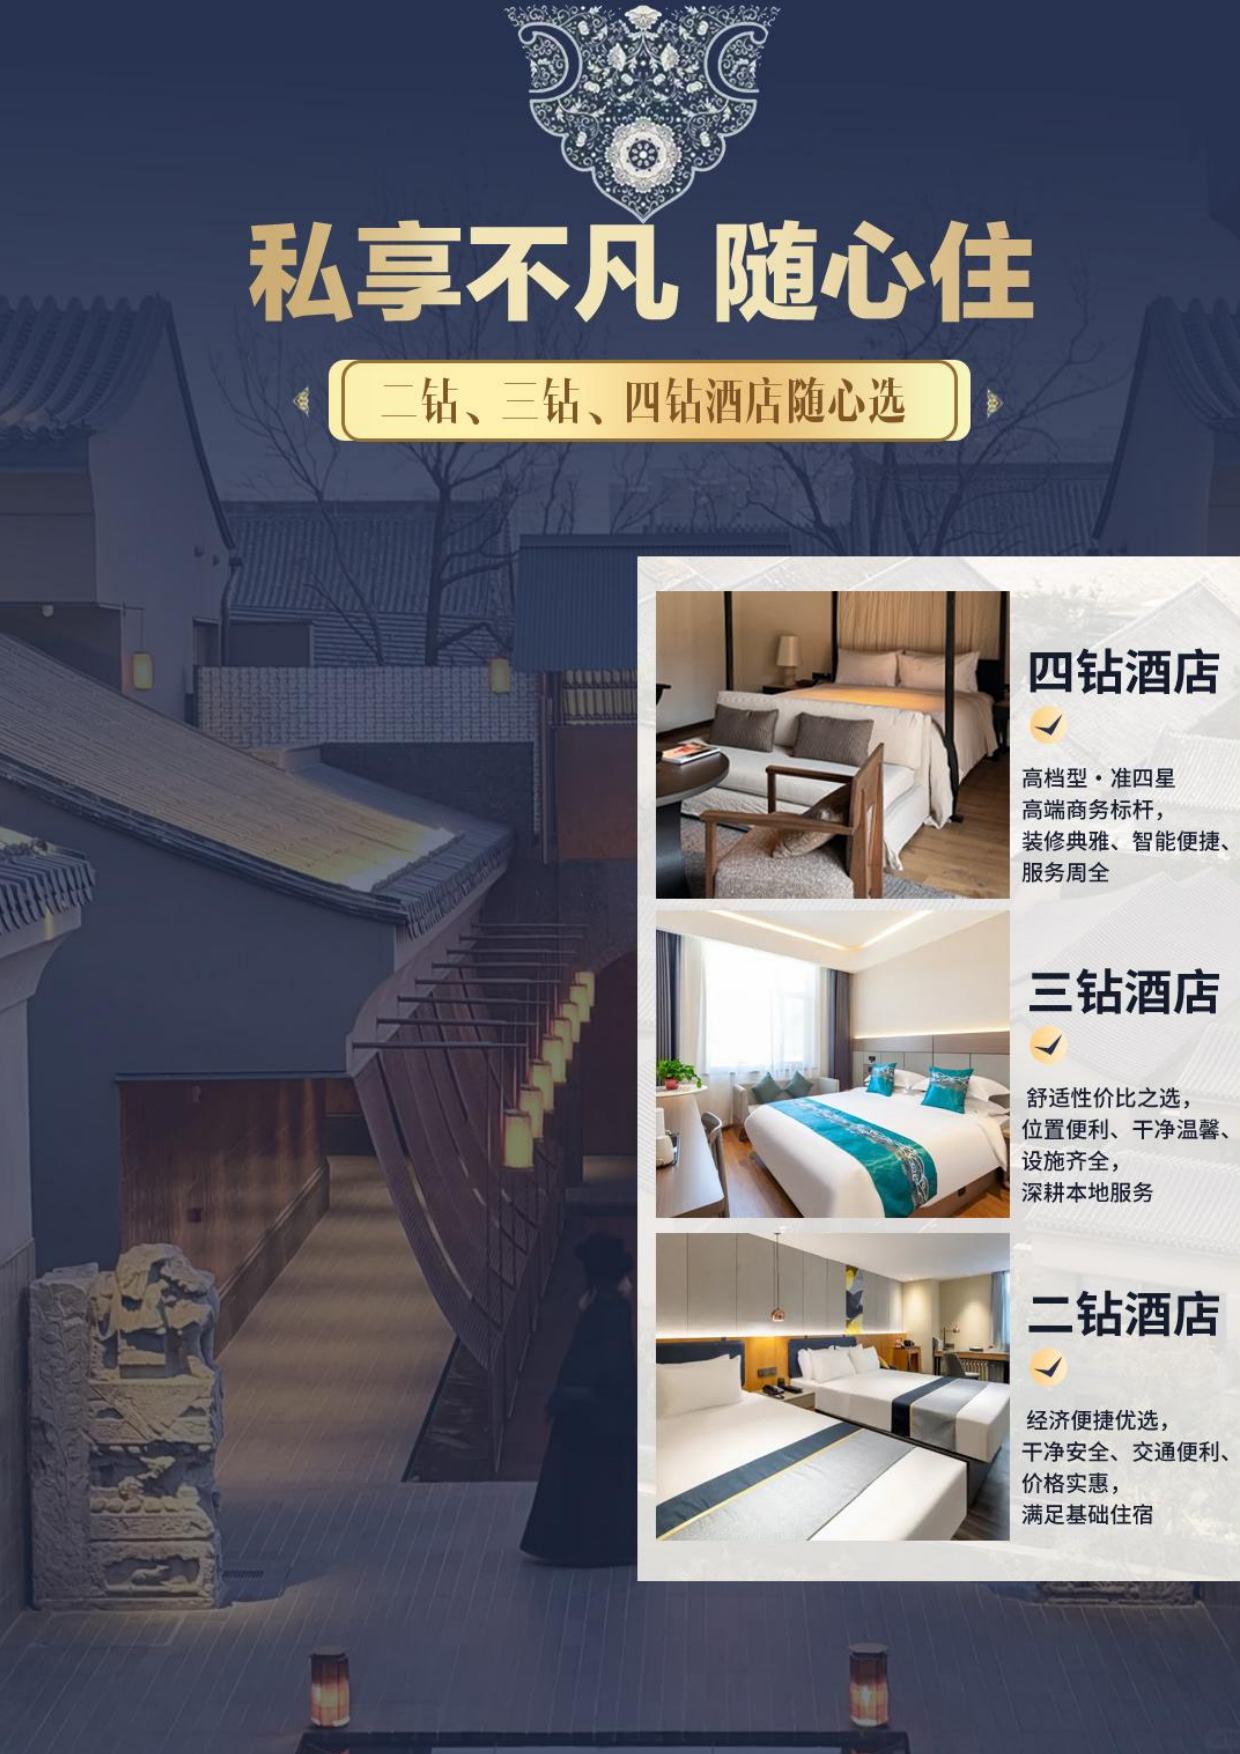 私享不凡 随心住
二钻、三钻、四钻酒店随心选
四钻酒店
高档型·准四星
高端商务标杆，
装修典雅、智能便捷、
服务周全
三钻酒店
舒适性价比之选，
位置便利、干净温馨、
设施齐全，
深耕本地服务
二钻酒店
经济便捷优选，
干净安全、交通便利、
价格实惠，
满足基础住宿